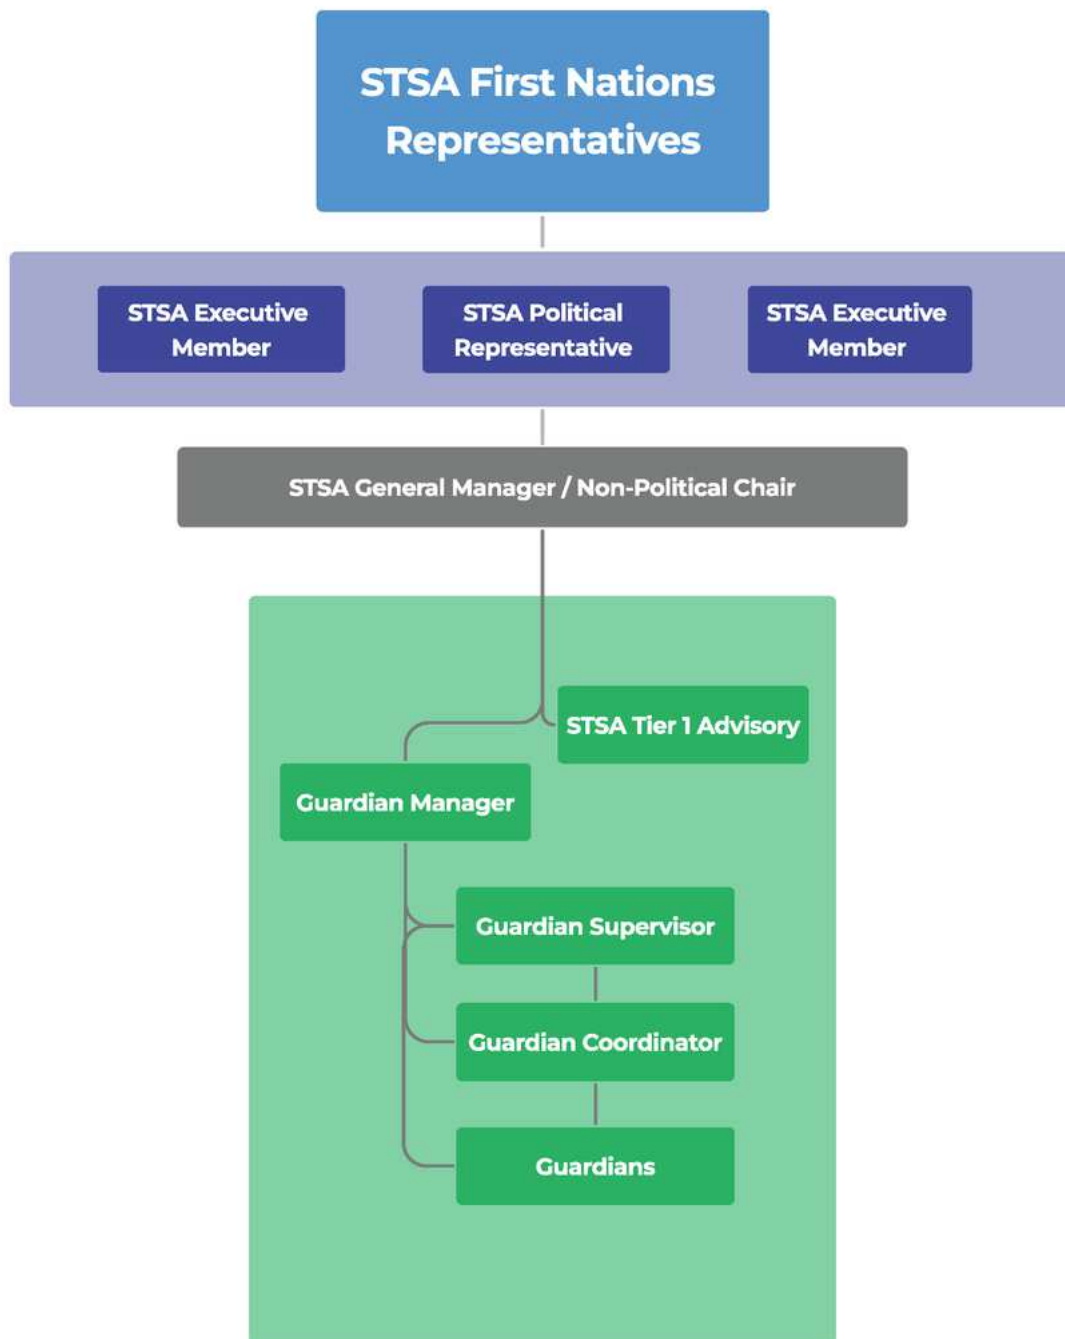 STSA First Nations
Representatives
STSA Executive
Member
STSA Political
Representative
STSA Executive
Member
STSA General Manager / Non-Political Chair
STSA Tier 1 Advisory
Guardian Manager
Guardian Supervisor
Guardian Coordinator
Guardians